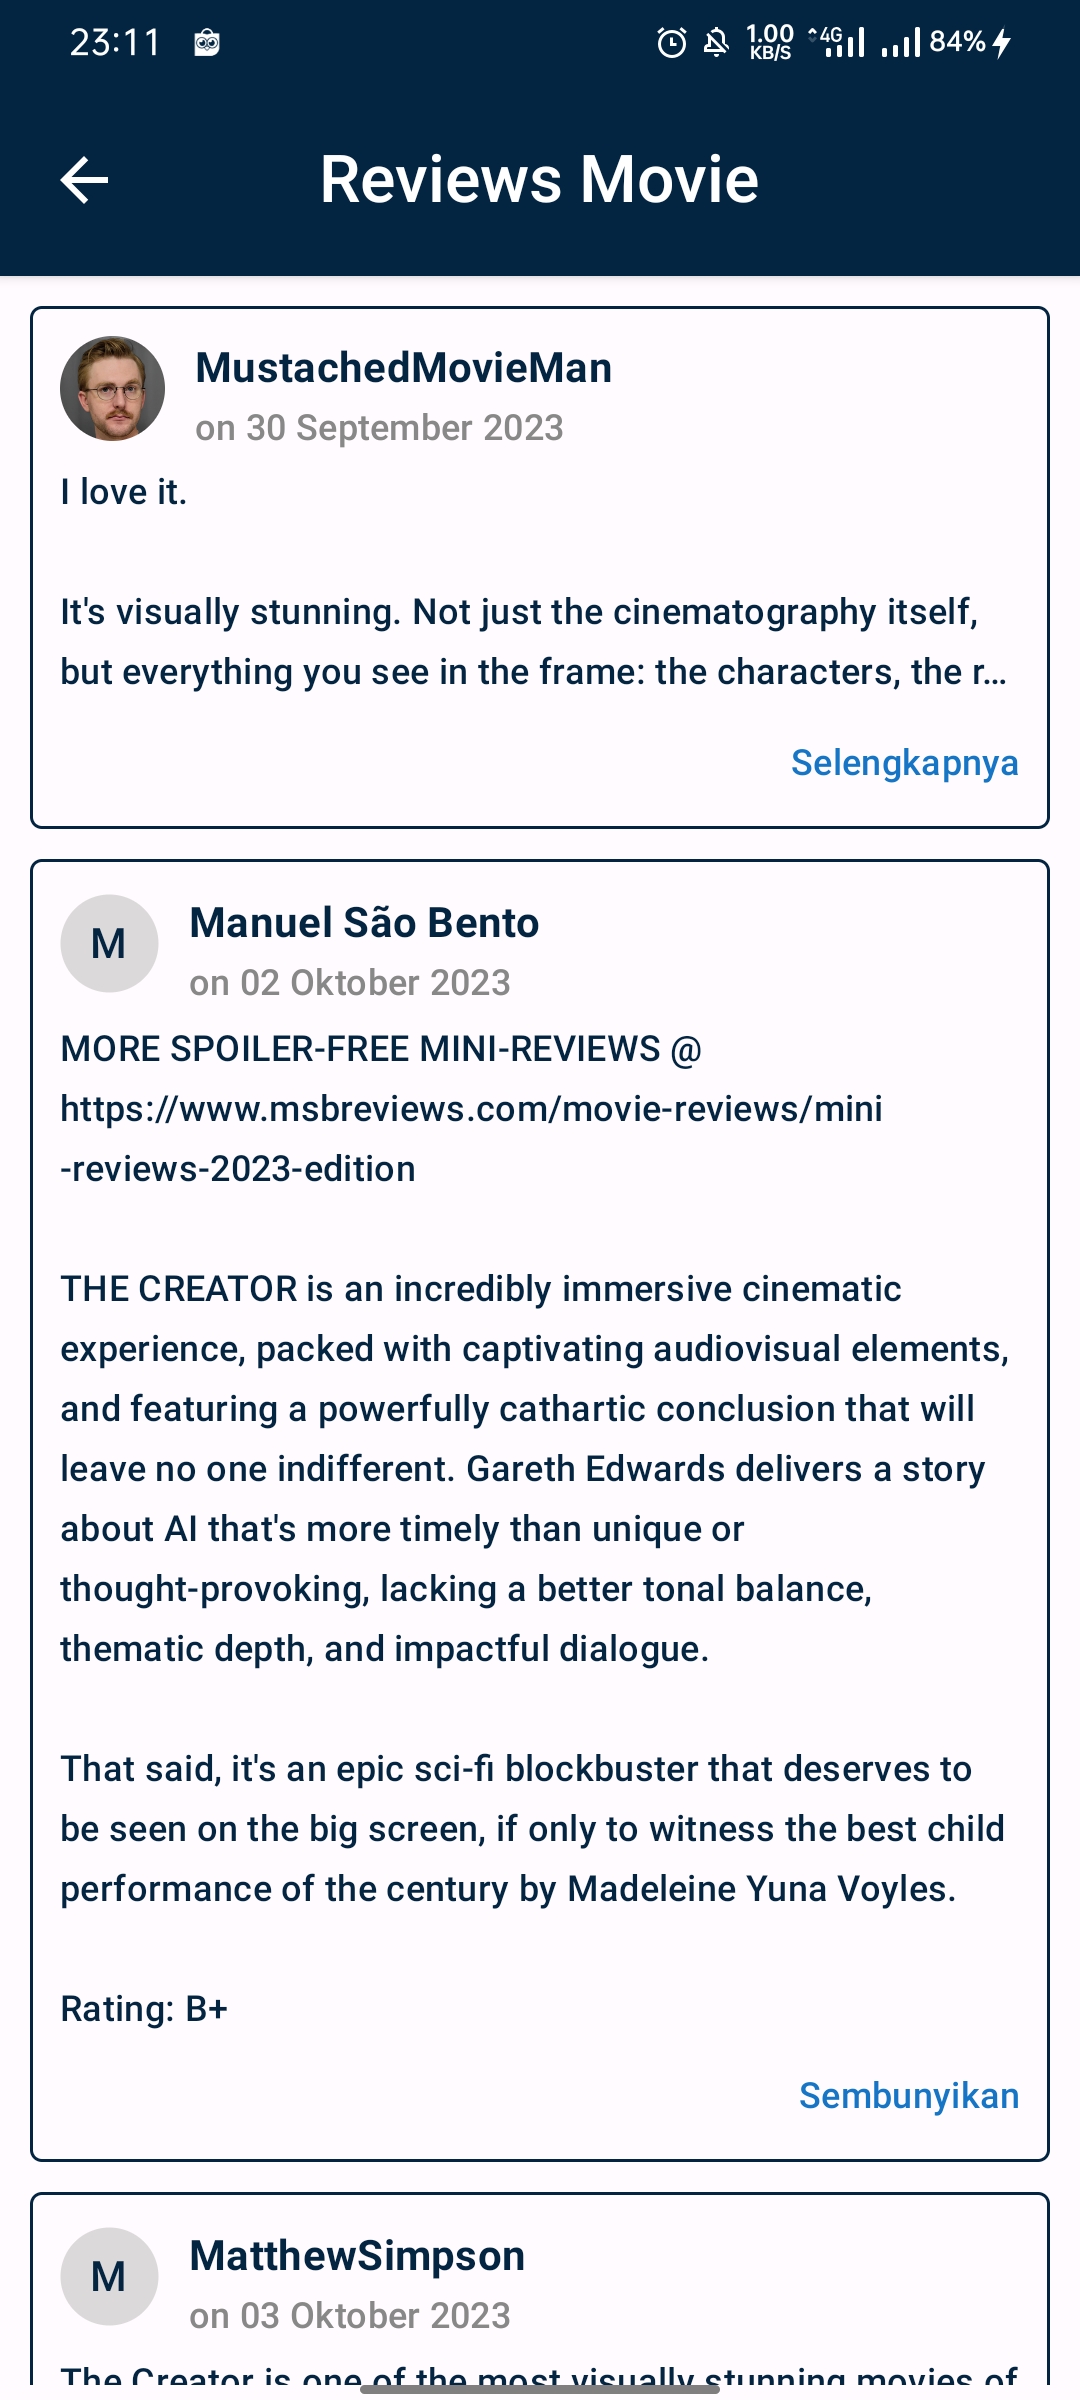 23:11
1.00
KB/S
4G
84%
Reviews Movie
MustachedMovieMan
on 30 September 2023
I love it.
It's visually stunning. Not just the cinematography itself,
but everything you see in the frame: the characters, the r...
Selengkapnya
M
Manuel São Bento
on 02 Oktober 2023
MORE SPOILER-FREE MINI-REVIEWS @
https://www.msbreviews.com/movie-reviews/mini
-reviews-2023-edition
THE CREATOR is an incredibly immersive cinematic
experience, packed with captivating audiovisual elements,
and featuring a powerfully cathartic conclusion that will
leave no one indifferent. Gareth Edwards delivers a story
about AI that's more timely than unique or
thought-provoking, lacking a better tonal balance,
thematic depth, and impactful dialogue.
That said, it's an epic sci-fi blockbuster that deserves to
be seen on the big screen, if only to witness the best child
performance of the century by Madeleine Yuna Voyles.
Rating: B+
Sembunyikan
M
MatthewSimpson
on 03 Oktober 2023
The Creator is one of the most visually stunning movies of